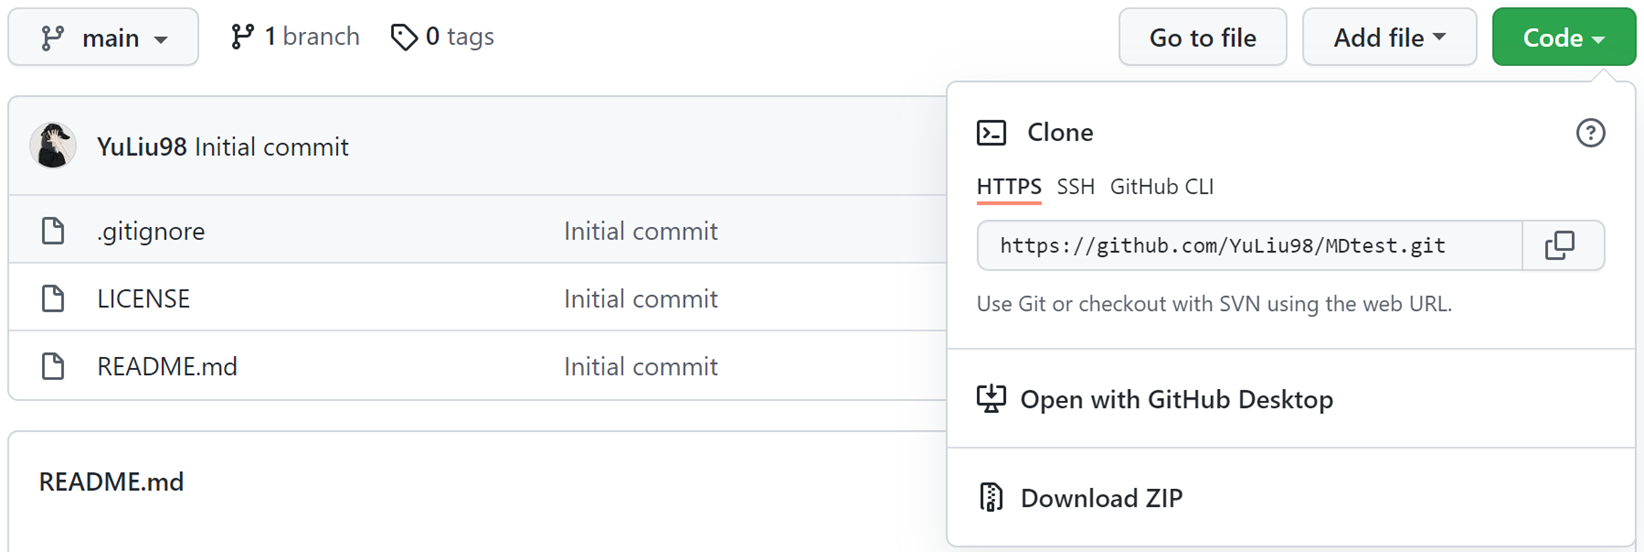 main 1 branch 0 tags Go to file Add file Code
YuLiu98 Initial commit
.gitignore Initial commit
LICENSE Initial commit
README.md Initial commit
README.md
Clone
HTTPS SSH GitHub CLI
https://github.com/YuLiu98/MDtest.git
Use Git or checkout with SVN using the web URL.
Open with GitHub Desktop
Download ZIP